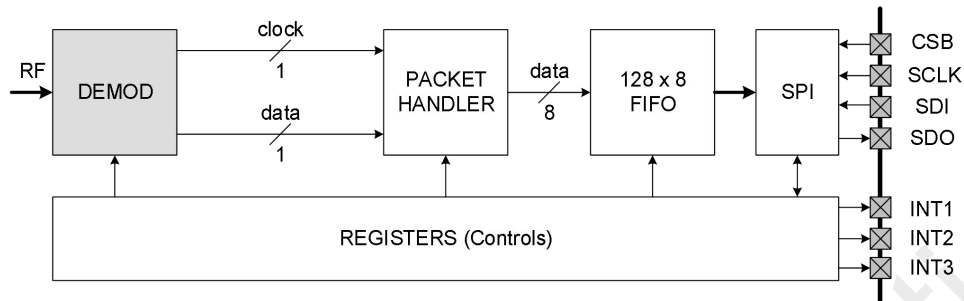 RF
DEMOD
clock
1
data
1
PACKET
HANDLER
data
8
128 x 8
FIFO
SPI
CSB
SCLK
SDI
SDO
REGISTERS (Controls)
INT1
INT2
INT3